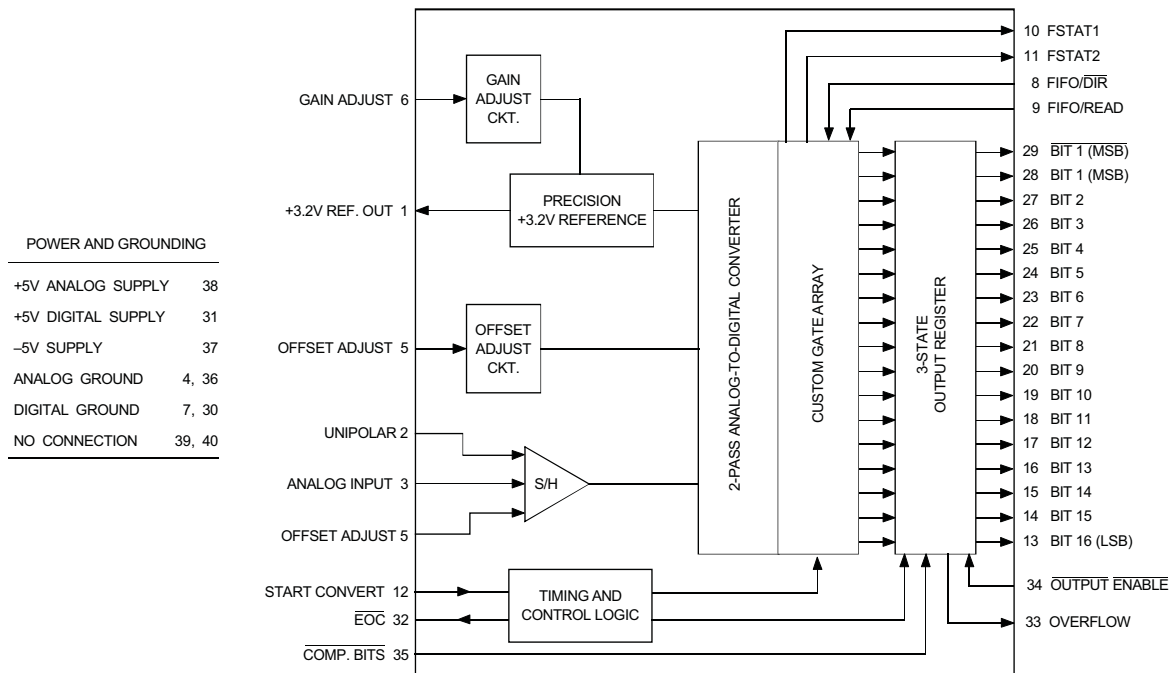 POWER AND GROUNDING
+5V ANALOG SUPPLY 38
+5V DIGITAL SUPPLY 31
–5V SUPPLY 37
ANALOG GROUND 4, 36
DIGITAL GROUND 7, 30
NO CONNECTION 39, 40
GAIN ADJUST 6
+3.2V REF. OUT 1
OFFSET ADJUST 5
UNIPOLAR 2
ANALOG INPUT 3
OFFSET ADJUST 5
START CONVERT 12
EOC 32
COMP. BITS 35
GAIN
ADJUST
CKT.
PRECISION
+3.2V REFERENCE
OFFSET
ADJUST
CKT.
S/H
TIMING AND
CONTROL LOGIC
2-PASS ANALOG-TO-DIGITAL CONVERTER
CUSTOM GATE ARRAY
3-STATE
OUTPUT REGISTER
10 FSTAT1
11 FSTAT2
8 FIFO/DIR
9 FIFO/READ
29 BIT 1 (MSB)
28 BIT 1 (MSB)
27 BIT 2
26 BIT 3
25 BIT 4
24 BIT 5
23 BIT 6
22 BIT 7
21 BIT 8
20 BIT 9
19 BIT 10
18 BIT 11
17 BIT 12
16 BIT 13
15 BIT 14
14 BIT 15
13 BIT 16 (LSB)
34 OUTPUT ENABLE
33 OVERFLOW